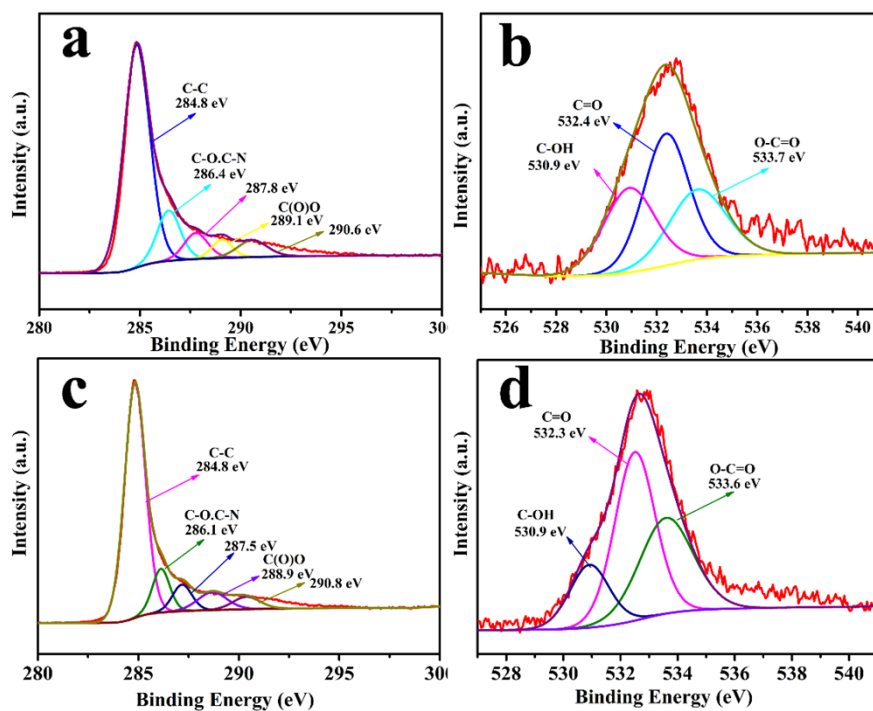 a
C-C
284.8 eV
C-O.C-N
286.4 eV
287.8 eV
C(O)O
289.1 eV
290.6 eV
Intensity (a.u.)
280 285 290 295 300
Binding Energy (eV)
b
C=O
532.4 eV
C-OH
530.9 eV
O-C=O
533.7 eV
Intensity (a.u.)
526 528 530 532 534 536 538 540
Binding Energy (eV)
c
C-C
284.8 eV
C-O.C-N
286.1 eV
287.5 eV
C(O)O
288.9 eV
290.8 eV
Intensity (a.u.)
280 285 290 295 300
Binding Energy (eV)
d
C=O
532.3 eV
O-C=O
533.6 eV
C-OH
530.9 eV
Intensity (a.u.)
528 530 532 534 536 538 540
Binding Energy (eV)